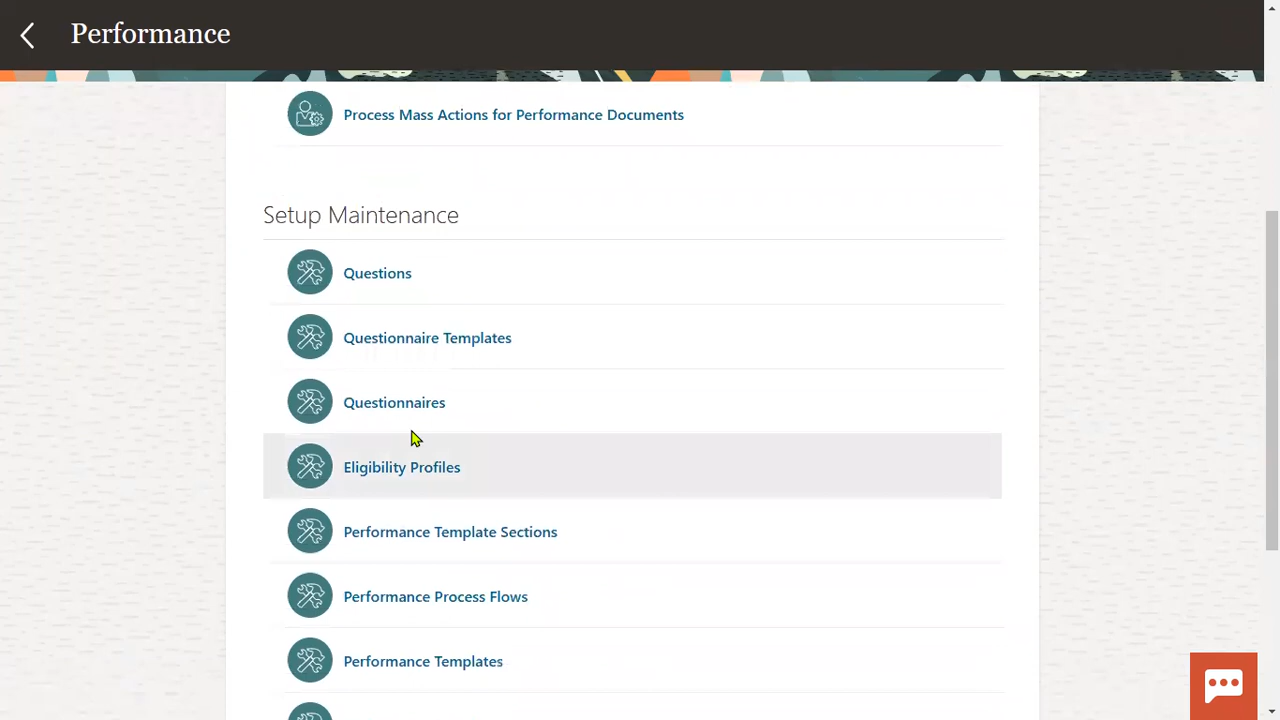 Performance
Process Mass Actions for Performance Documents
Setup Maintenance
Questions
Questionnaire Templates
Questionnaires
Eligibility Profiles
Performance Template Sections
Performance Process Flows
Performance Templates